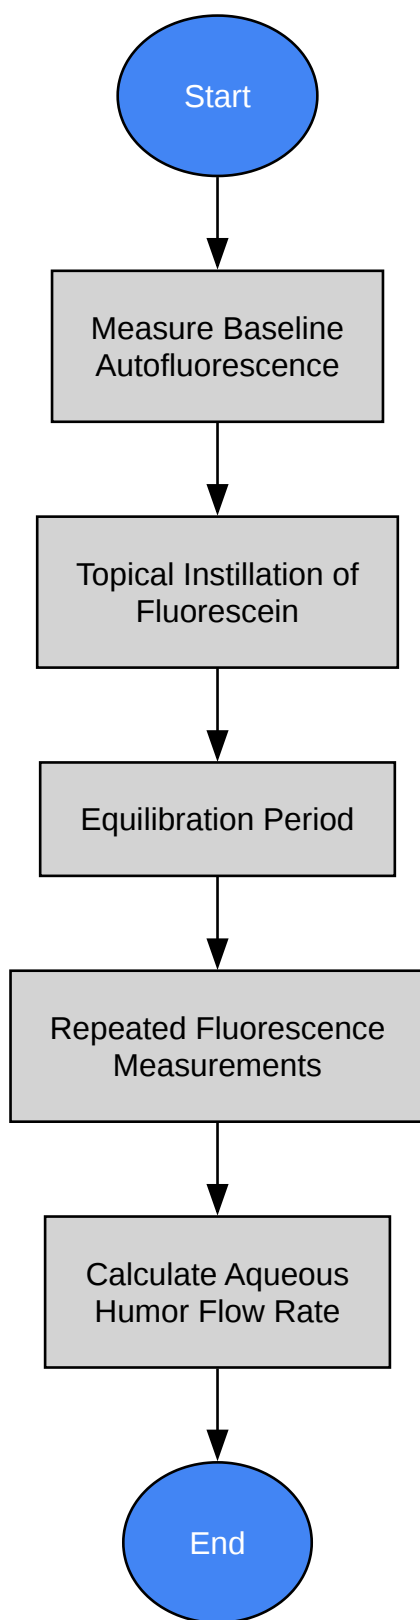 Start
Measure Baseline
Autofluorescence
Topical Instillation of
Fluorescein
Equilibration Period
Repeated Fluorescence
Measurements
Calculate Aqueous
Humor Flow Rate
End